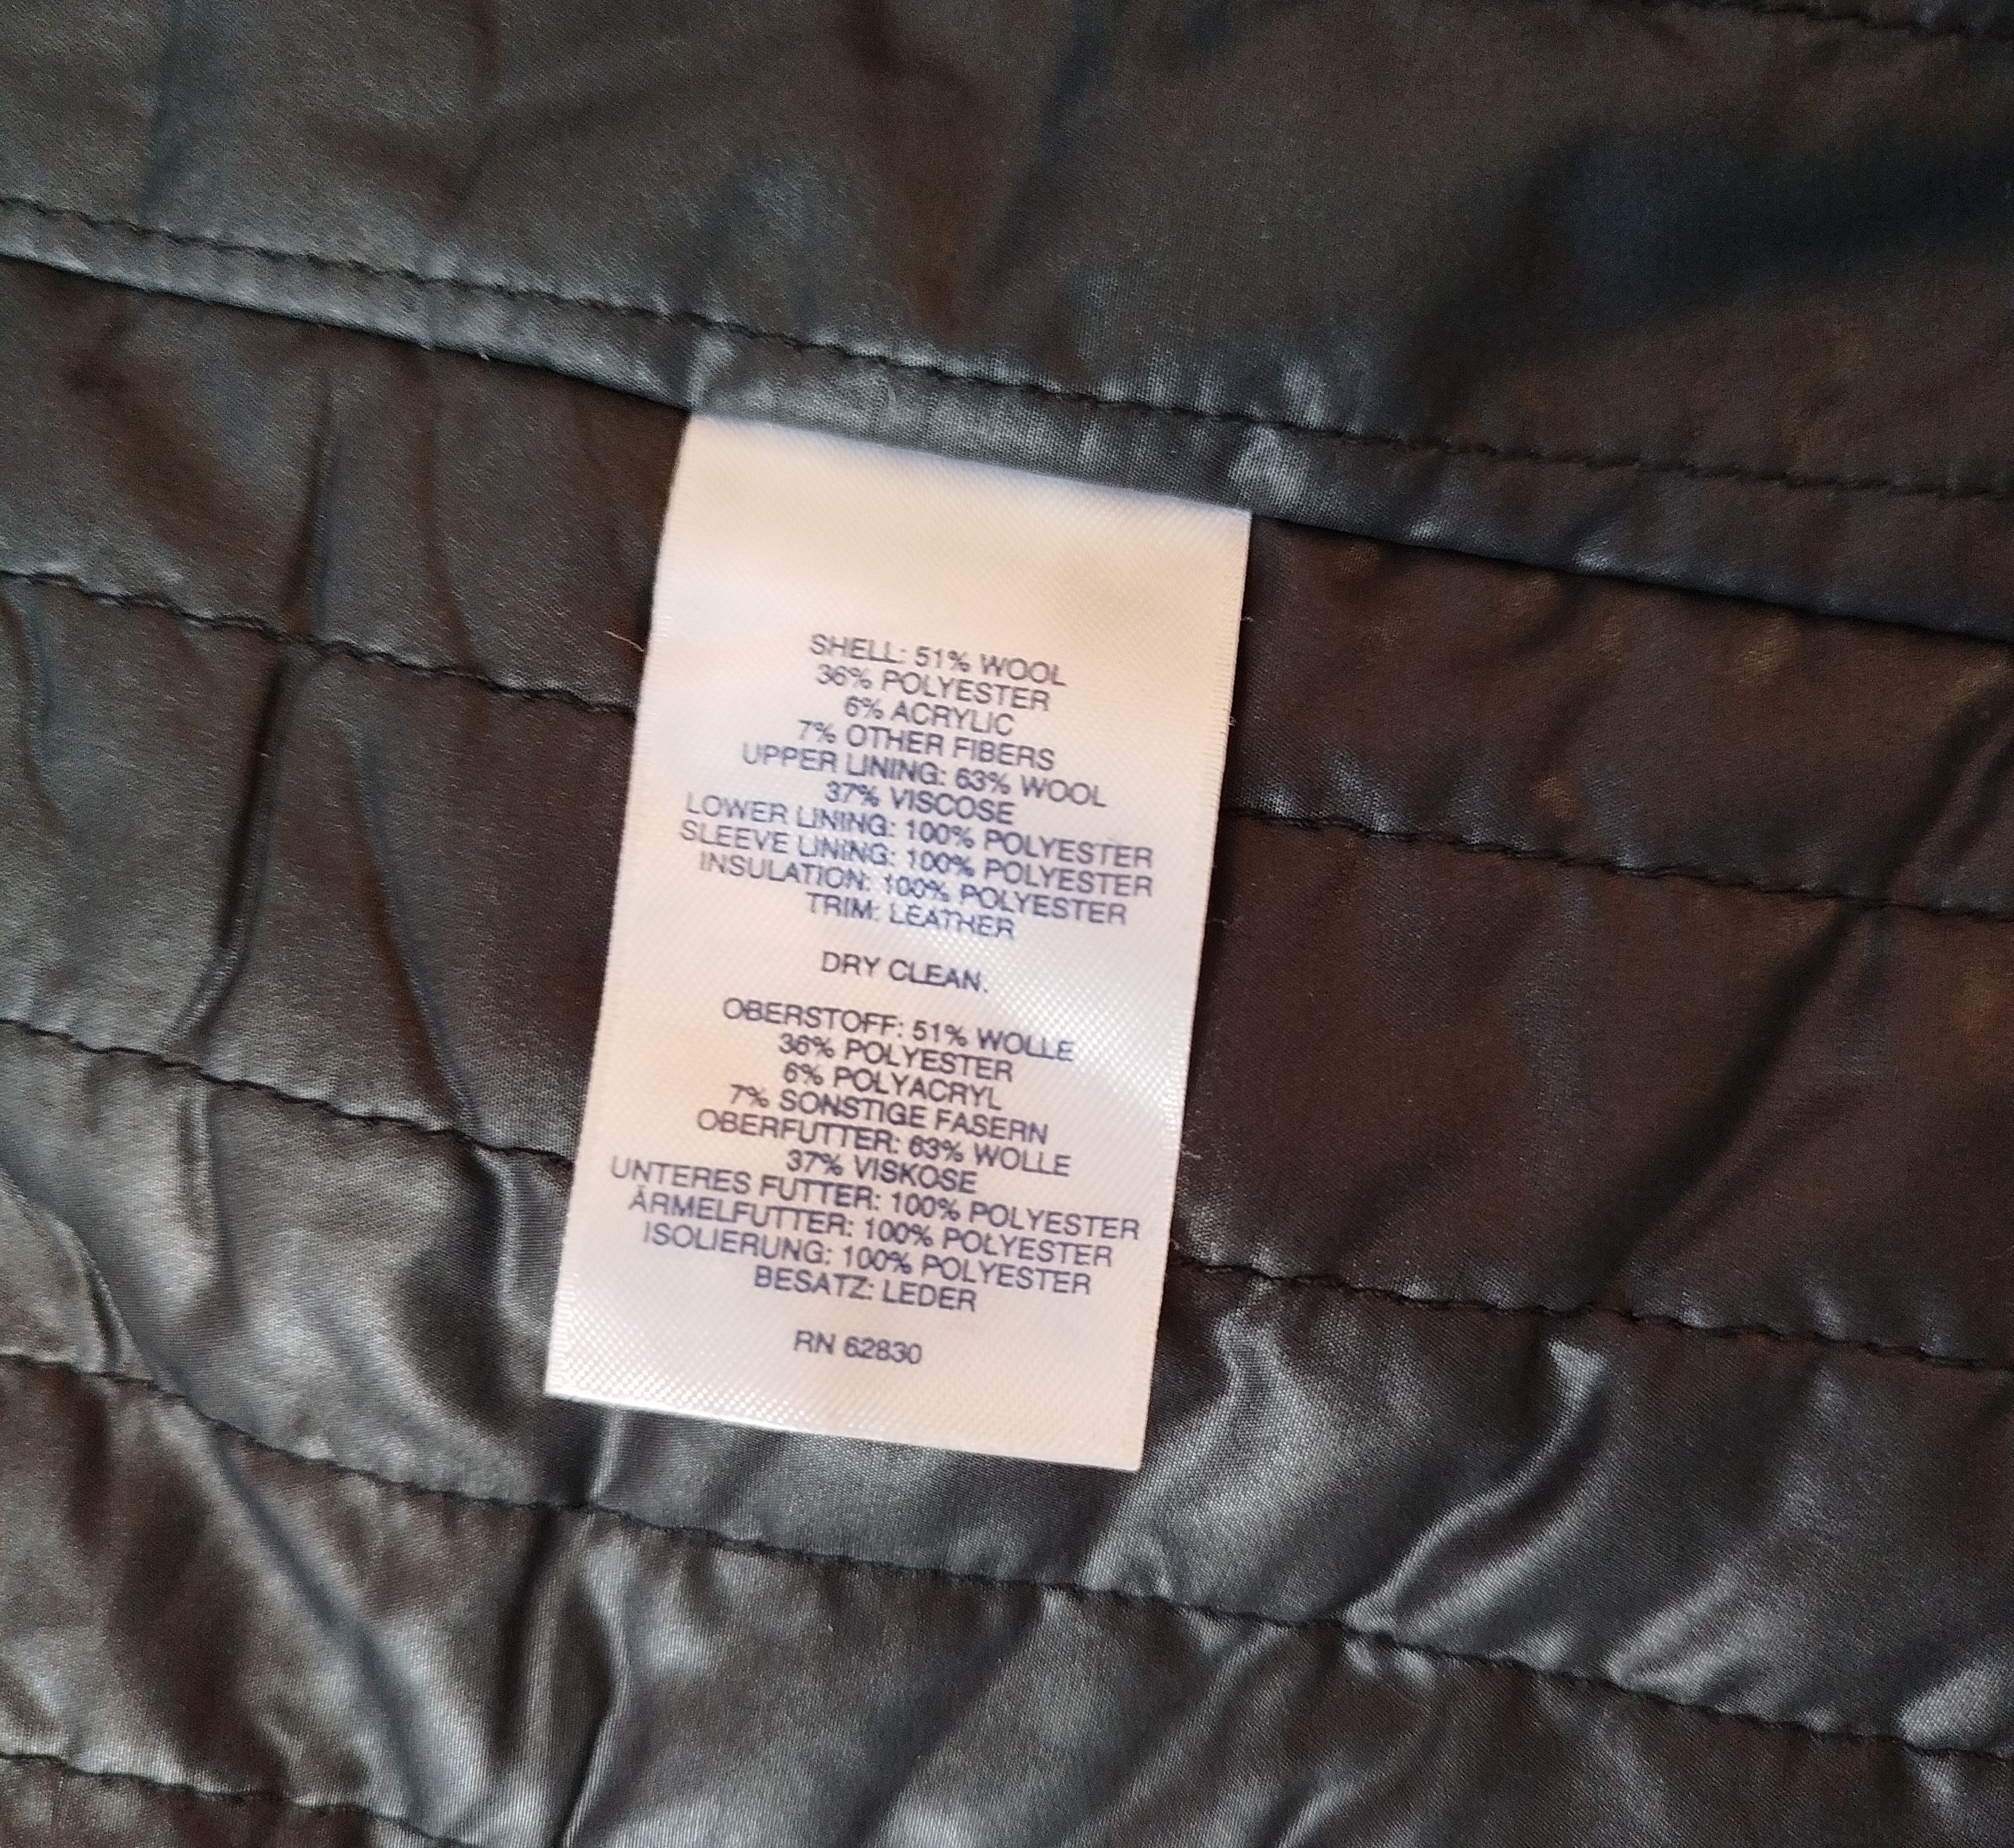 SHELL: 51% WOOL
36% POLYESTER
6% ACRYLIC
7% OTHER FIBERS
UPPER LINING: 63% WOOL
37% VISCOSE
LOWER LINING: 100% POLYESTER
SLEEVE LINING: 100% POLYESTER
INSULATION: 100% POLYESTER
TRIM: LEATHER
DRY CLEAN.
OBERSTOFF: 51% WOLLE
36% POLYESTER
6% POLYACRYL
7% SONSTIGE FASERN
OBERFUTTER: 63% WOLLE
37% VISKOSE
UNTERES FUTTER: 100% POLYESTER
ÄRMELFUTTER: 100% POLYESTER
ISOLIERUNG: 100% POLYESTER
BESATZ: LEDER
RN 62830